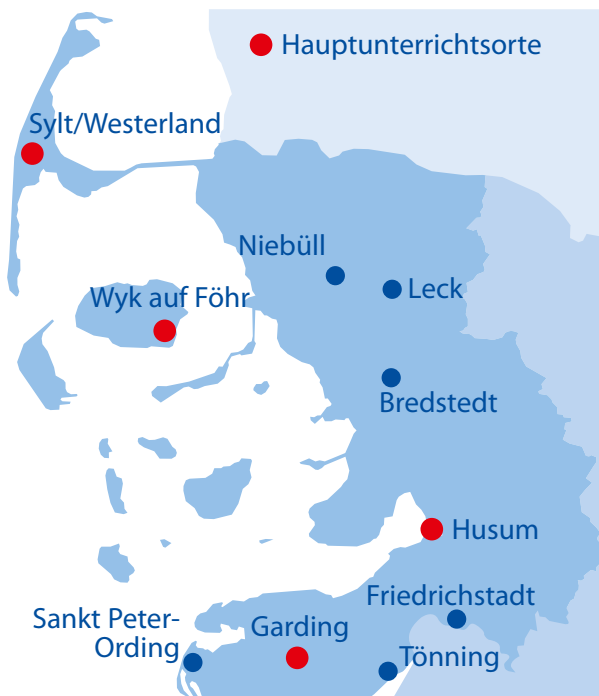 Hauptunterrichtsorte
Sylt/Westerland
Niebüll
Leck
Wyk auf Föhr
Bredstedt
Husum
Friedrichstadt
Sankt Peter-
Ording
Garding
Tönning